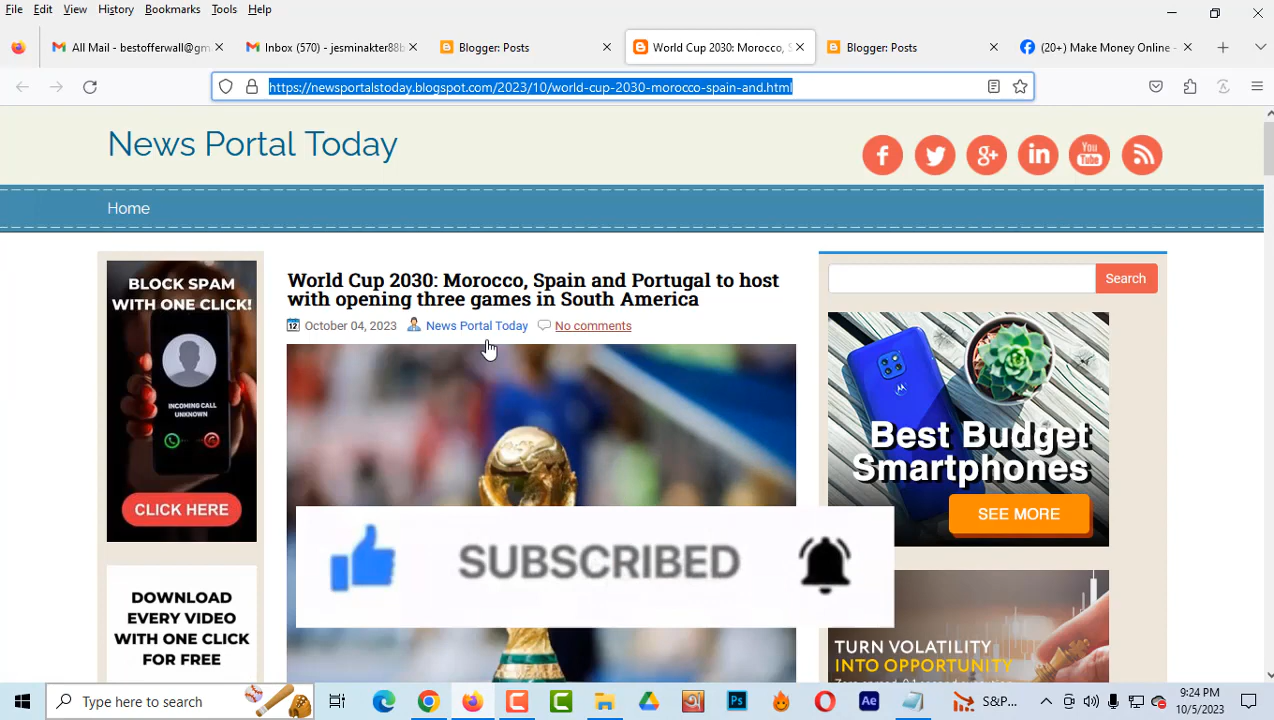 File Edit View History Bookmarks Tools Help
All Mail - bestofferwall@gm
Inbox (570) - jesminakter88b
Blogger: Posts
World Cup 2030: Morocco, S
Blogger: Posts
(20+) Make Money Online -
https://newsportalstoday.blogspot.com/2023/10/world-cup-2030-morocco-spain-and.html
News Portal Today
You
Tube
Home
BLOCK SPAM
WITH ONE CLICK!
INCOMING CALL
UNKNOWN
CLICK HERE
DOWNLOAD
EVERY VIDEO
WITH ONE CLICK
FOR FREE
World Cup 2030: Morocco, Spain and Portugal to host
with opening three games in South America
October 04, 2023 News Portal Today No comments
SUBSCRIBED
Search
Best Budget
Smartphones
SEE MORE
TURN VOLATILITY
INTO OPPORTUNITY
Type here to search
S&P...
9:24 PM
10/5/2023